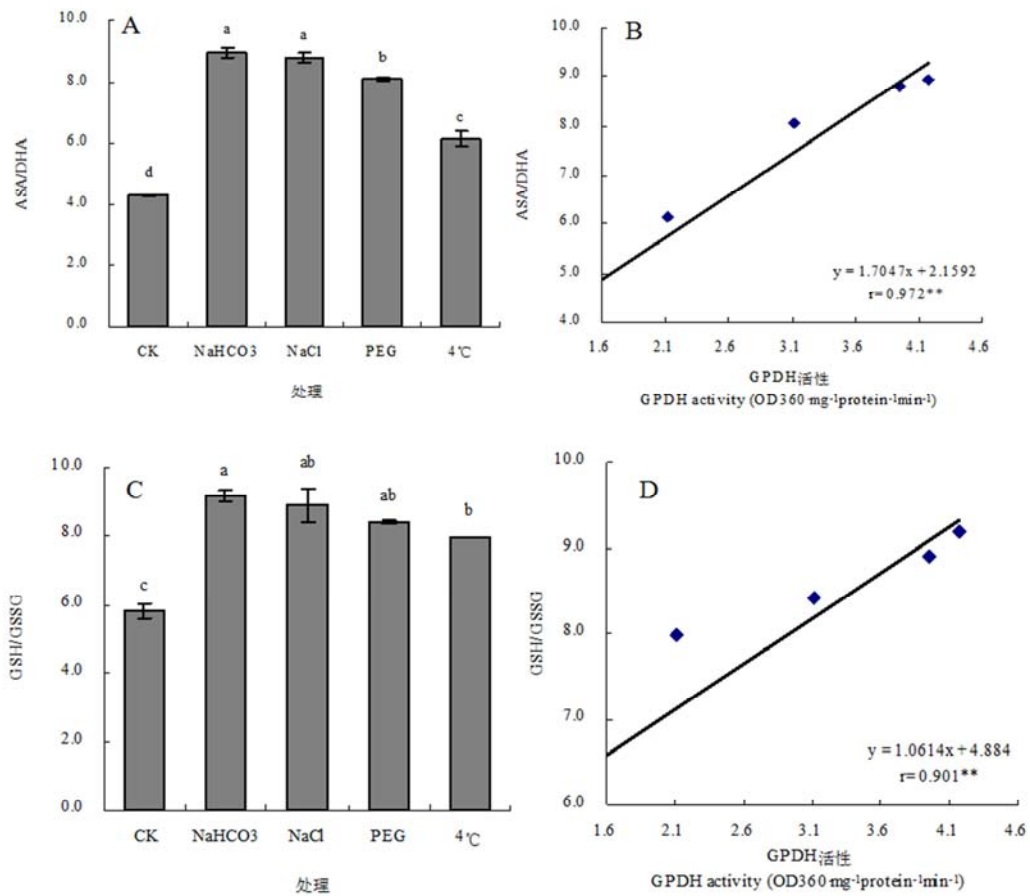 A
10.0
8.0
6.0
4.0
2.0
0.0
ASA/DHA
d
a
a
b
c
CK NaHCO3 NaCl PEG 4℃
处理
B
10.0
9.0
8.0
7.0
6.0
5.0
4.0
ASA/DHA
y = 1.7047x + 2.1592
r= 0.972**
1.6 2.1 2.6 3.1 3.6 4.1 4.6
GPDH活性
GPDH activity (OD360·mg⁻¹protein⁻¹min⁻¹)
C
10.0
8.0
6.0
4.0
2.0
0.0
GSH/GSSG
c
a
ab
ab
b
CK NaHCO3 NaCl PEG 4℃
处理
D
10.0
9.0
8.0
7.0
6.0
GSH/GSSG
y = 1.0614x + 4.884
r=0.901**
1.6 2.1 2.6 3.1 3.6 4.1 4.6
GPDH活性
GPDH activity (OD360·mg⁻¹protein⁻¹min⁻¹)